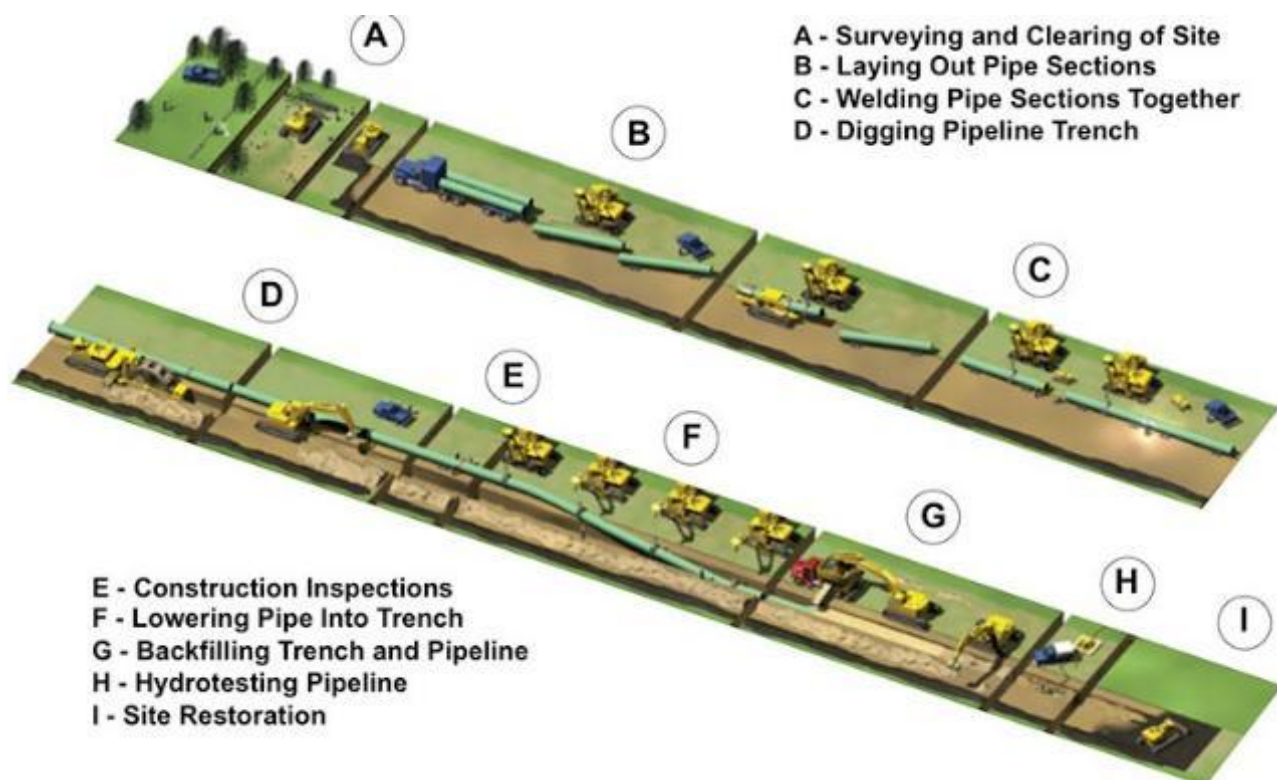 A
A - Surveying and Clearing of Site
B - Laying Out Pipe Sections
C - Welding Pipe Sections Together
D - Digging Pipeline Trench
B
C
D
E
F
G
H
I
E - Construction Inspections
F - Lowering Pipe Into Trench
G - Backfilling Trench and Pipeline
H - Hydrotesting Pipeline
I - Site Restoration